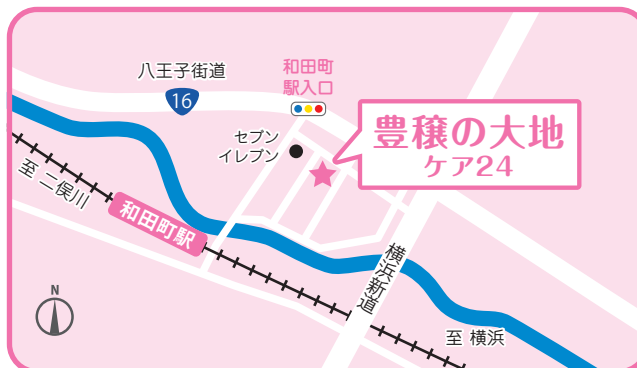 八王子街道
16
和田町
駅入口
セブン
イレブン
豊穣の大地
ケア24
至 二俣川
和田町駅
横浜新道
至 横浜
N